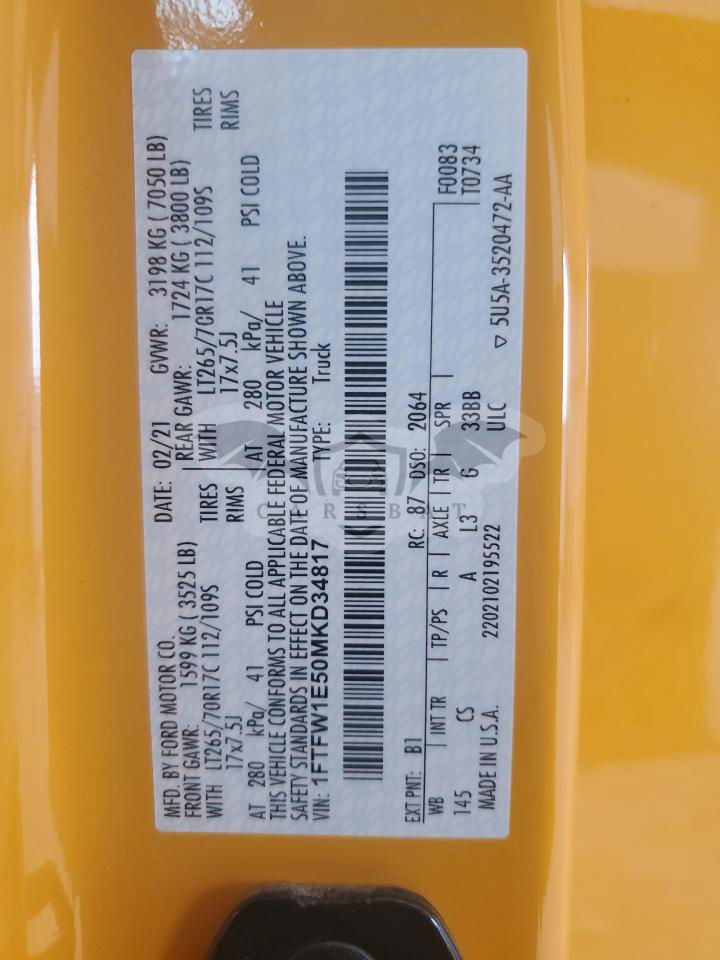 MFD. BY FORD MOTOR CO. DATE: 02/21 GVWR: 3198 KG ( 7050 LB)
FRONT GAWR: 1599 KG ( 3525 LB) REAR GAWR: 1724 KG ( 3800 LB)
WITH LT265/70R17C 112/109S TIRES WITH LT265/70R17C 112/109S TIRES
17x7.5J RIMS 17x7.5J RIMS
AT 280 kPa/ 41 PSI COLD AT 280 kPa/ 41 PSI COLD
THIS VEHICLE CONFORMS TO ALL APPLICABLE FEDERAL MOTOR VEHICLE
SAFETY STANDARDS IN EFFECT ON THE DATE OF MANUFACTURE SHOWN ABOVE.
VIN: 1FTFW1E50MKD34817 TYPE: Truck
CARSBAT
EXT PNT: B1 RC: 87 DSO: 2064 F0083
WB INT TR TP/PS R AXLE TR SPR T0734
145 CS A L3 G 33BB
MADE IN U.S.A. 2202102195522 ULC ▽ 5U5A-3520472-AA